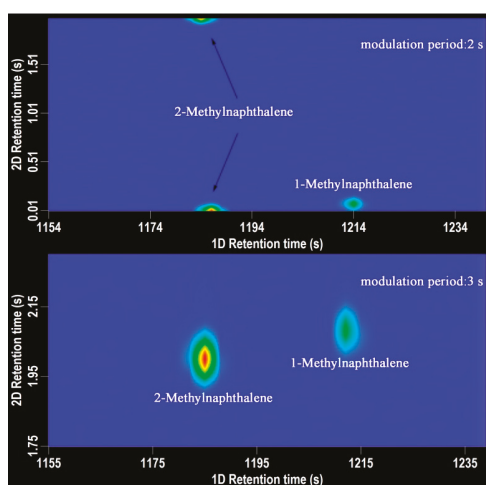 modulation period:2 s
2-Methylnaphthalene
1-Methylnaphthalene
2D Retention time (s)
1.51
1.01
0.51
0.01
1154 1174 1194 1214 1234
1D Retention time (s)
modulation period:3 s
1-Methylnaphthalene
2-Methylnaphthalene
2D Retention time (s)
2.15
1.95
1.75
1155 1175 1195 1215 1235
1D Retention time (s)